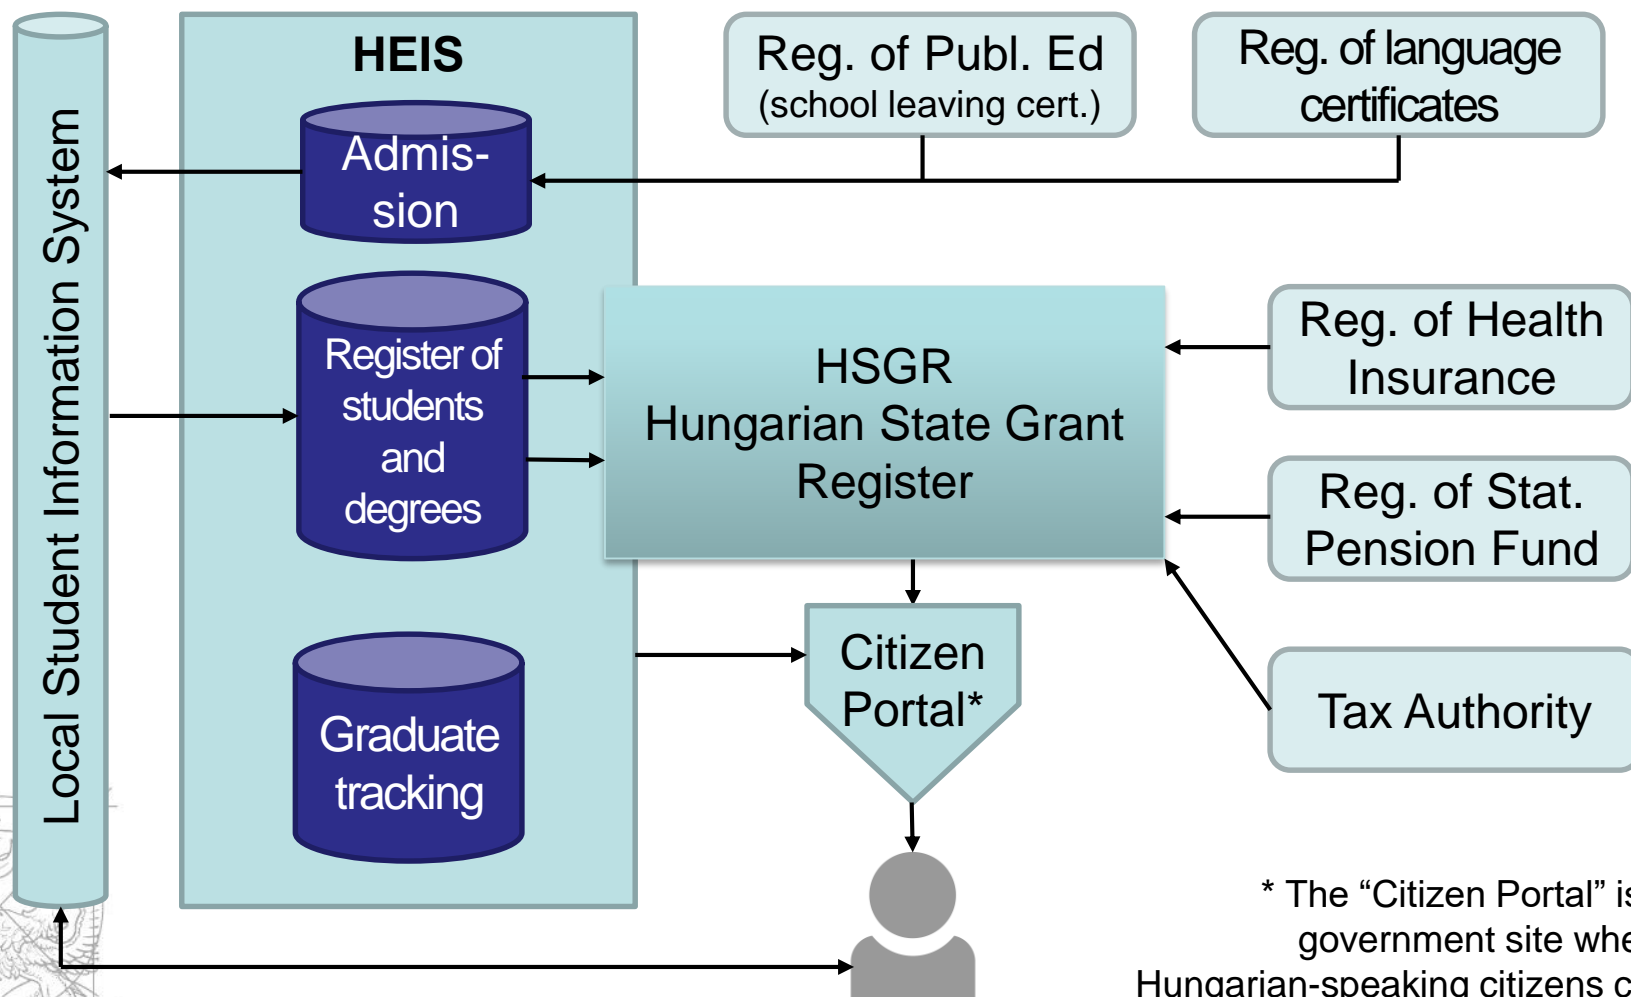 Local Student Information System
HEIS
Admis-
sion
Register of
students
and
degrees
Graduate
tracking
Reg. of Publ. Ed
(school leaving cert.)
Reg. of language
certificates
HSGR
Hungarian State Grant
Register
Reg. of Health
Insurance
Reg. of Stat.
Pension Fund
Tax Authority
Citizen
Portal*
* The “Citizen Portal” is
government site
Hungarian-speaking citizens